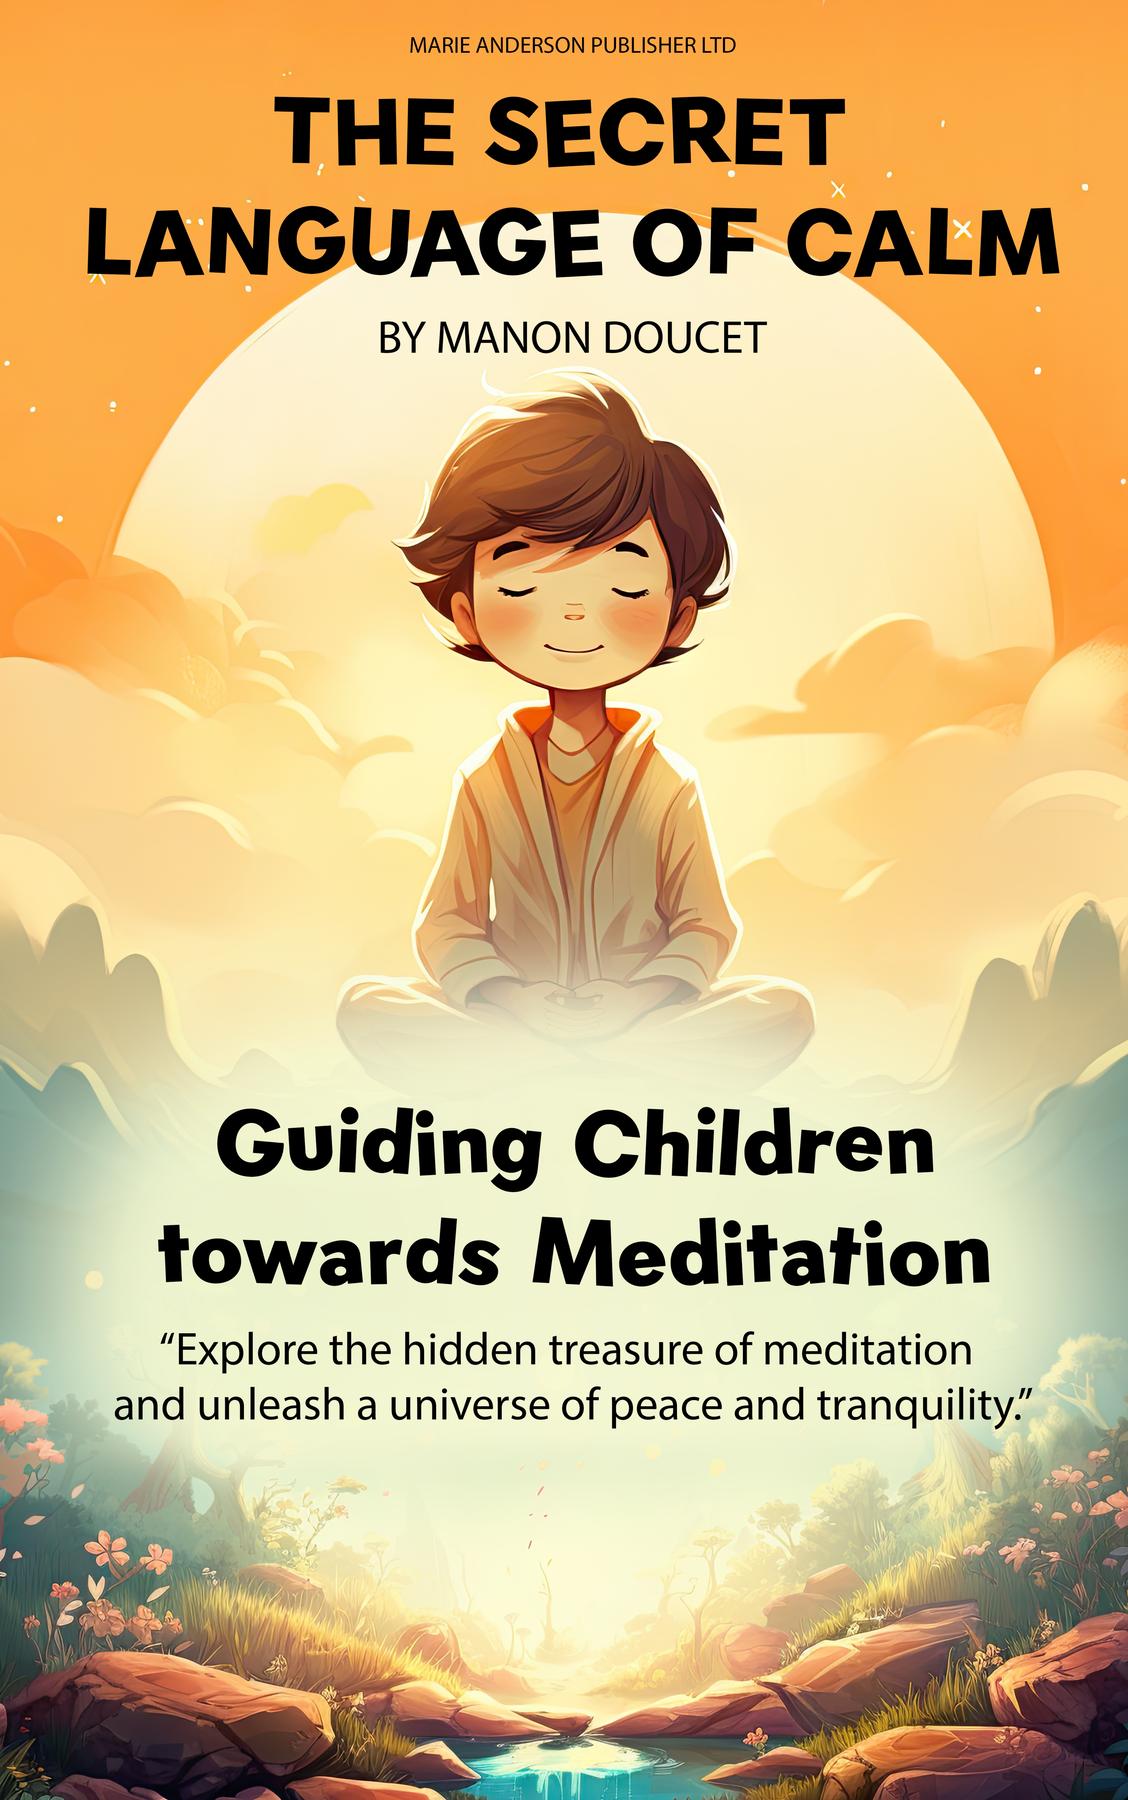 MARIE ANDERSON PUBLISHER LTD
THE SECRET
LANGUAGE OF CALM
BY MANON DOUCET
Guiding Children
towards Meditation
“Explore the hidden treasure of meditation
and unleash a universe of peace and tranquility.”